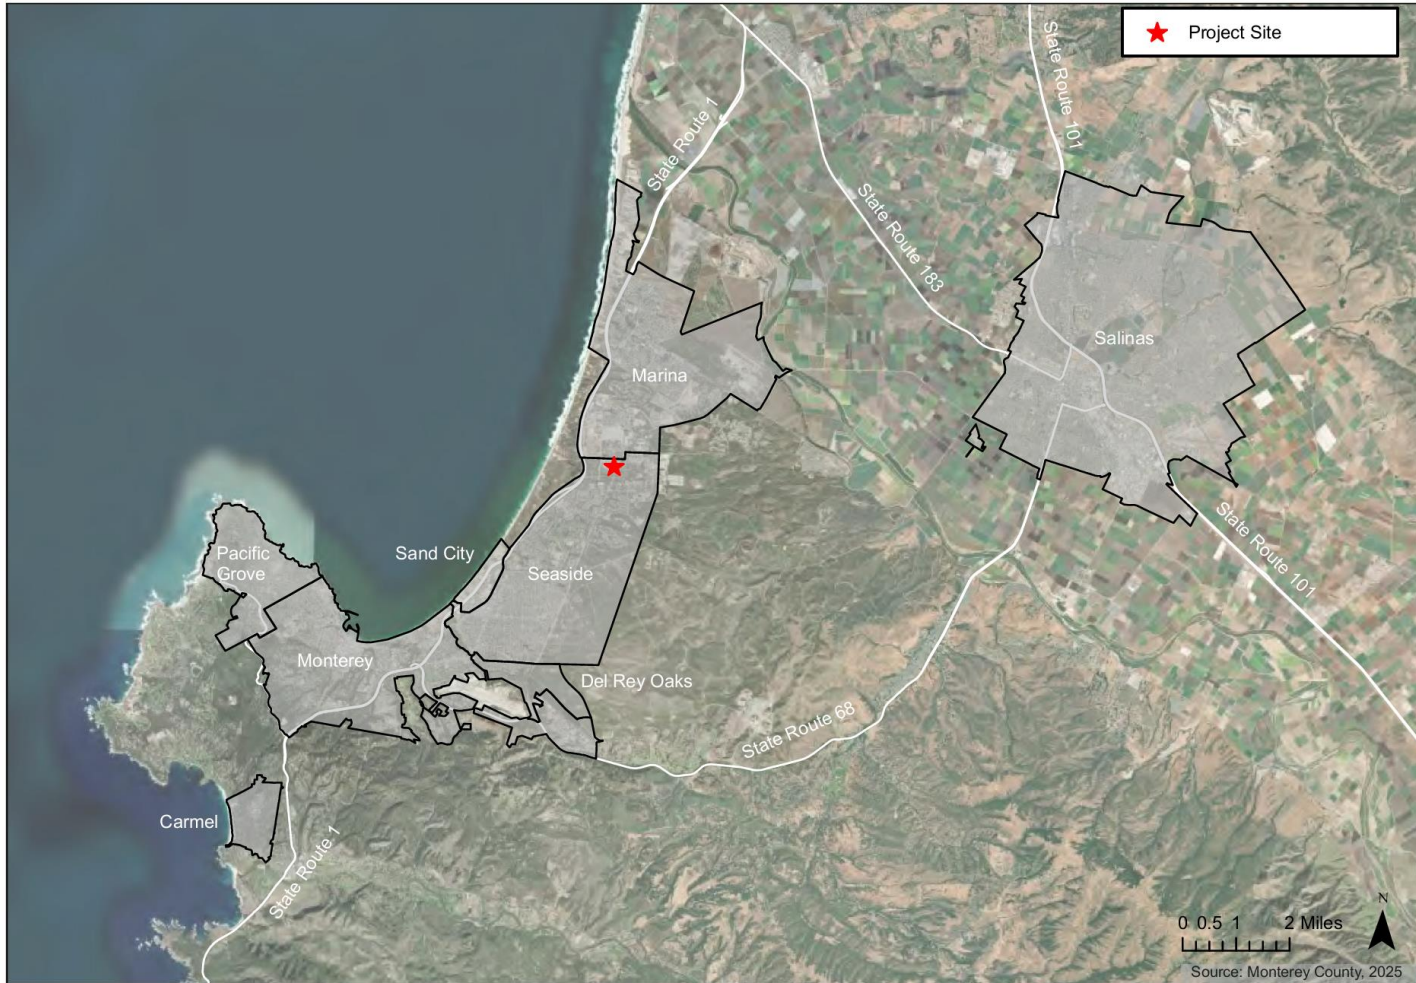 Project Site
State Route 101
State Route 1
State Route 183
Salinas
Marina
Sand City
Seaside
Pacific
Grove
Monterey
Del Rey Oaks
State Route 68
State Route 101
Carmel
State Route 1
N
0 0.5 1 2 Miles
Source: Monterey County, 2025